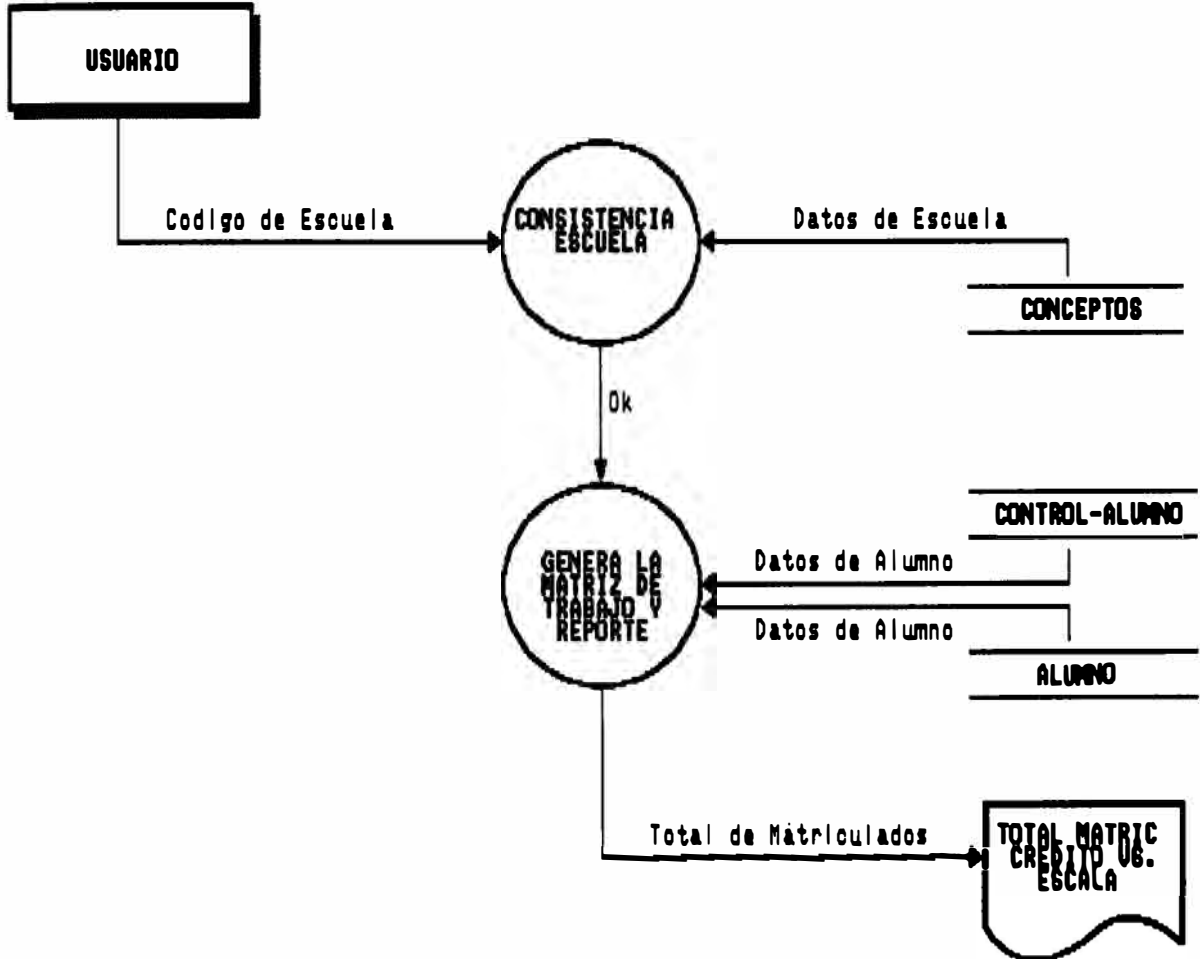 USUARIO
Codigo de Escuela
CONSISTENCIA
ESCUELA
Datos de Escuela
CONCEPTOS
Ok
CONTROL-ALUMNO
GENERA LA
MATRIZ DE
TRABAJO Y
REPORTE
Datos de Alumno
Datos de Alumno
ALUMNO
Total de Matriculados
TOTAL MATRIC
CREDITO VS.
ESCALA